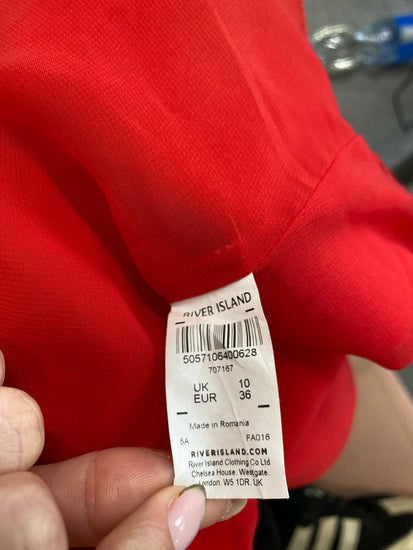 RIVER ISLAND
5057106400628
707167
UK 10
EUR 36
Made in Romania
5A FA016
RIVERISLAND.COM
River Island Clothing Co Ltd
Chelsea House, Westgate,
London, W5 1DR. UK